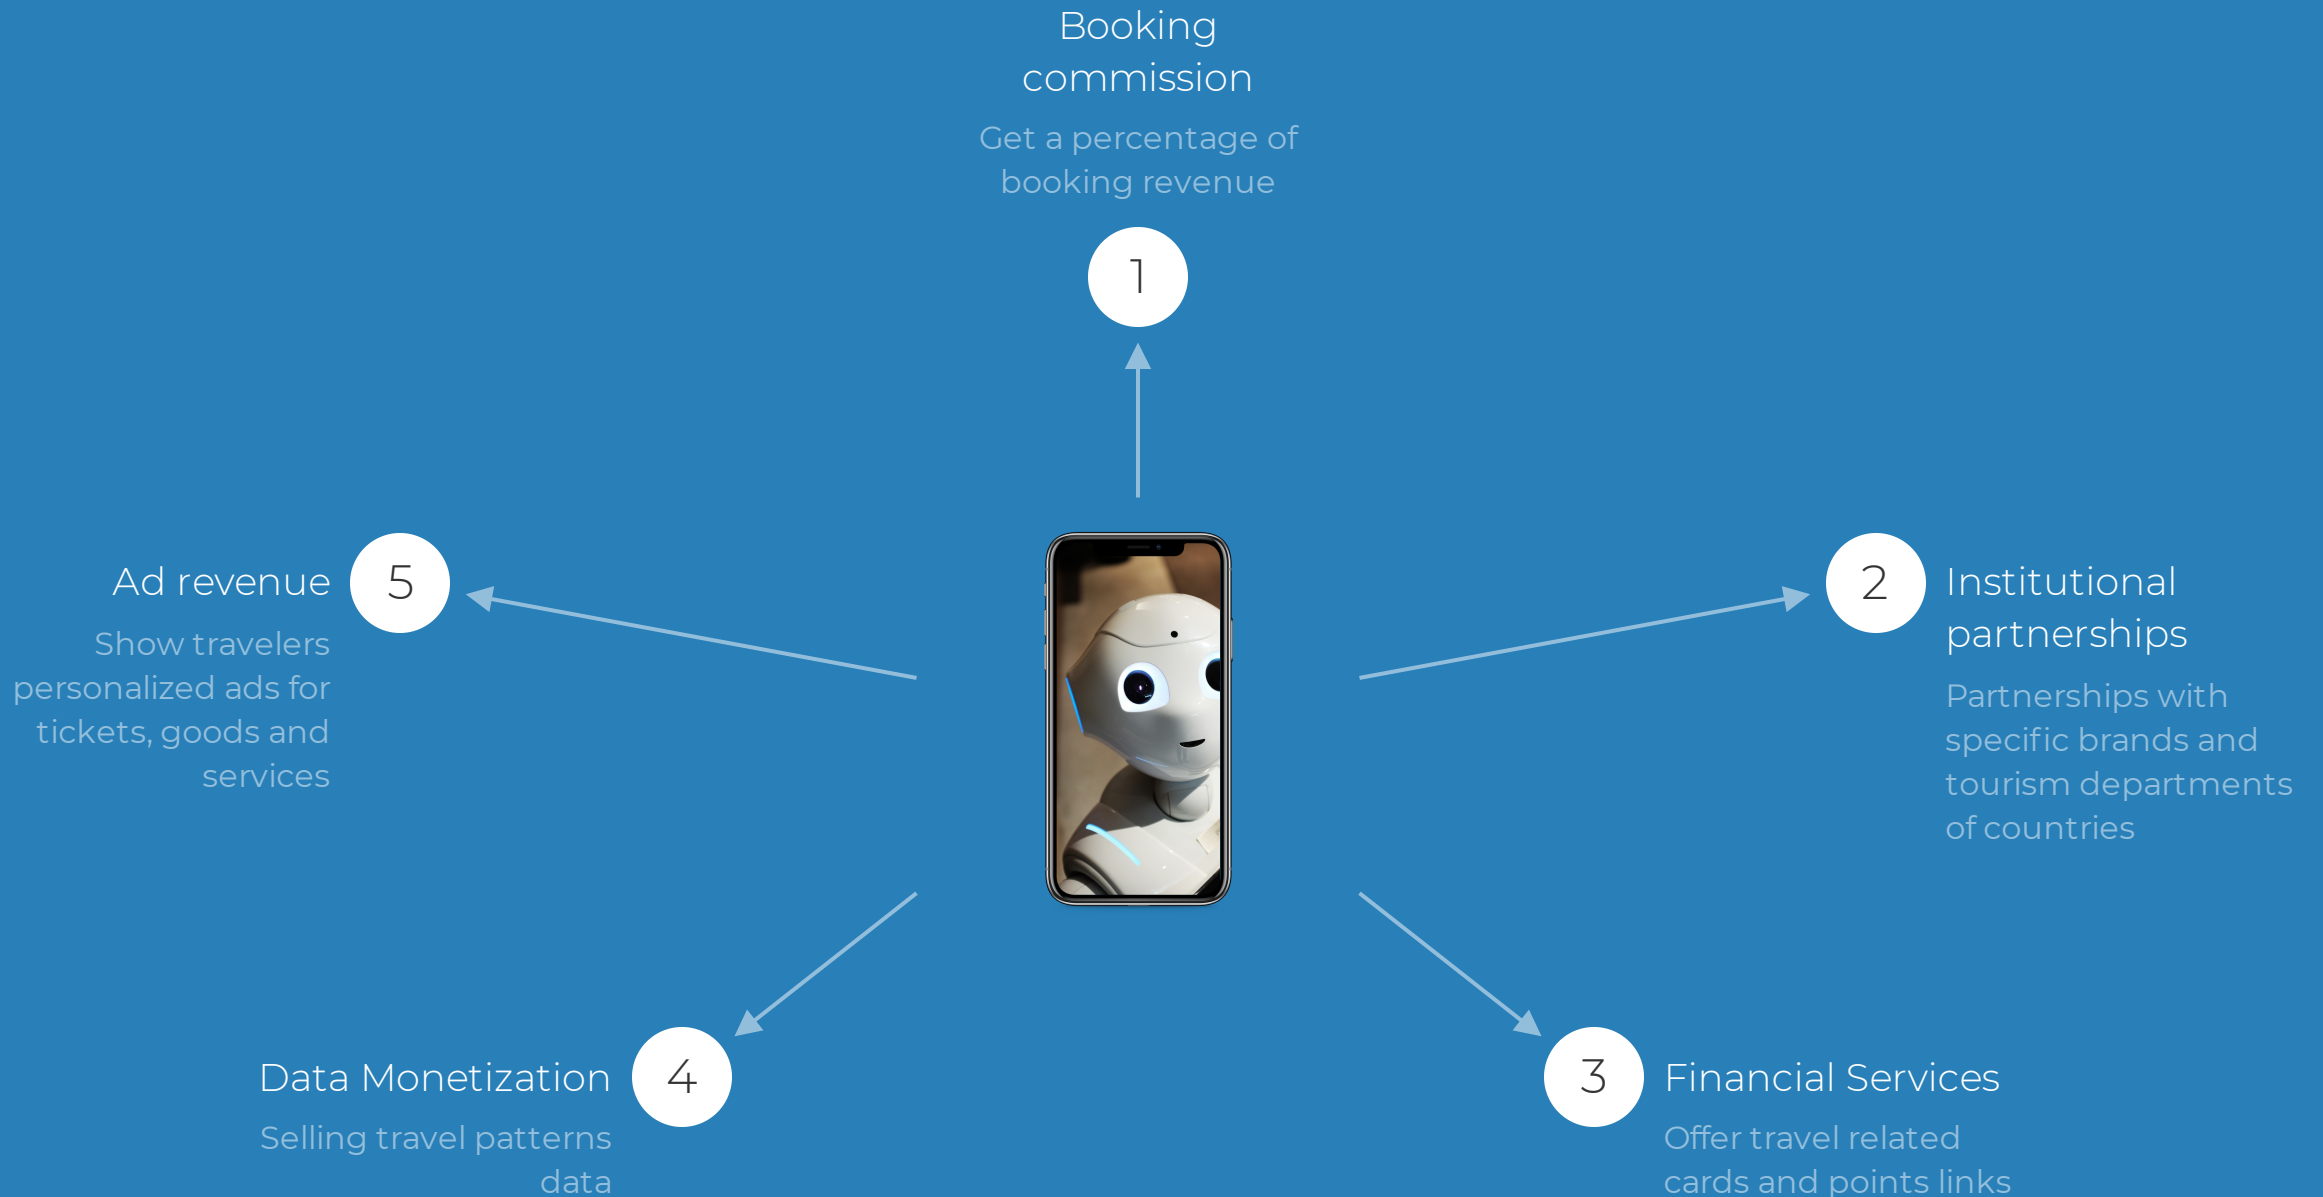 Booking
commission
Get a percentage of
booking revenue
1
2
Institutional
partnerships
Partnerships with
specific brands and
tourism departments
of countries
3
Financial Services
Offer travel related
cards and points links
4
Data Monetization
Selling travel patterns
data
5
Ad revenue
Show travelers
personalized ads for
tickets, goods and
services